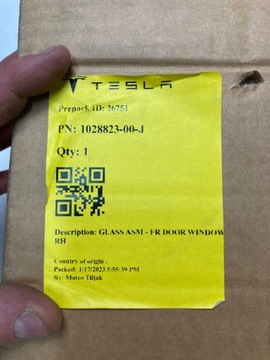 TESLA
Prepack ID: 26751
PN: 1028823-00-J
Qty: 1
Description: GLASS ASM - FR DOOR WINDOW
RH
Country of origin :
Packed: 1/17/2023 5:55:39 PM
By: Mateo Tiljak